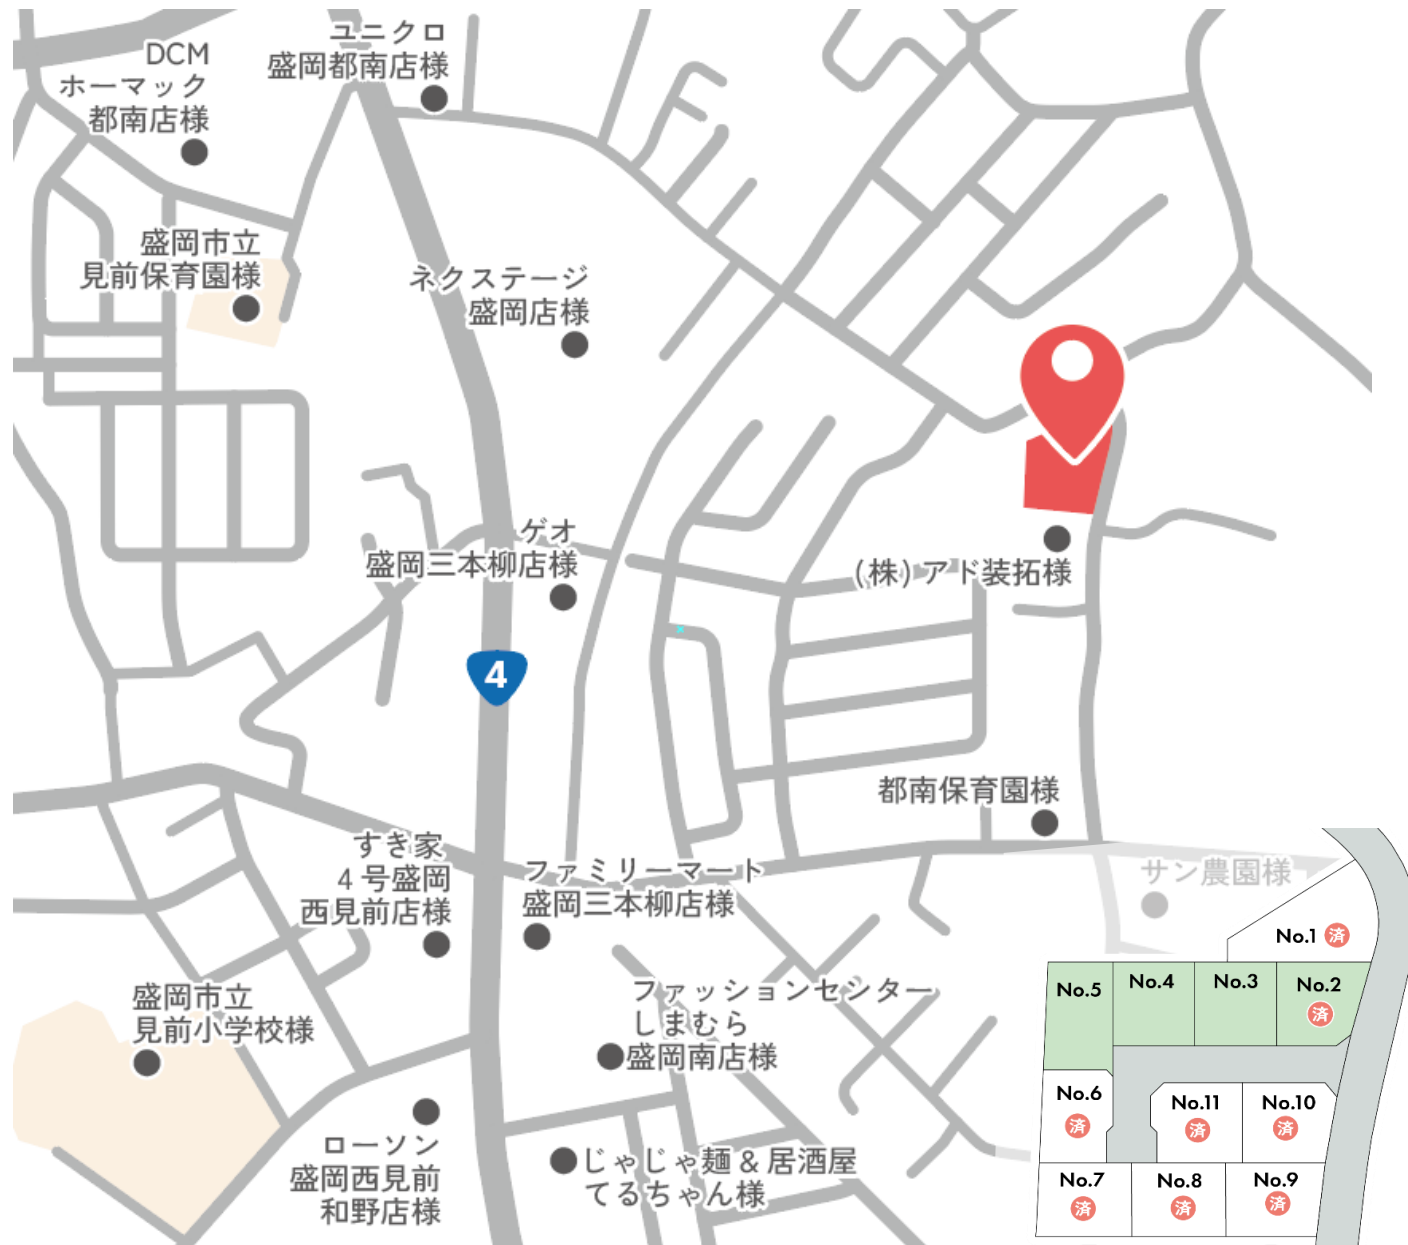 ユニクロ
盛岡都南店様
DCM
ホーマック
都南店様
盛岡市立
見前保育園様
ネクステージ
盛岡店様
ゲオ
盛岡三本柳店様
(株)アド装拓様
4
都南保育園様
すき家
4号盛岡
西見前店様
ファミリーマート
盛岡三本柳店様
サン農園様
盛岡市立
見前小学校様
ファッションセンター
しまむら
盛岡南店様
ローソン
盛岡西見前
和野店様
じゃじゃ麺&居酒屋
てるちゃん様
No.1 済
No.5
No.4
No.3
No.2
済
No.6
済
No.11
済
No.10
済
No.7
済
No.8
済
No.9
済